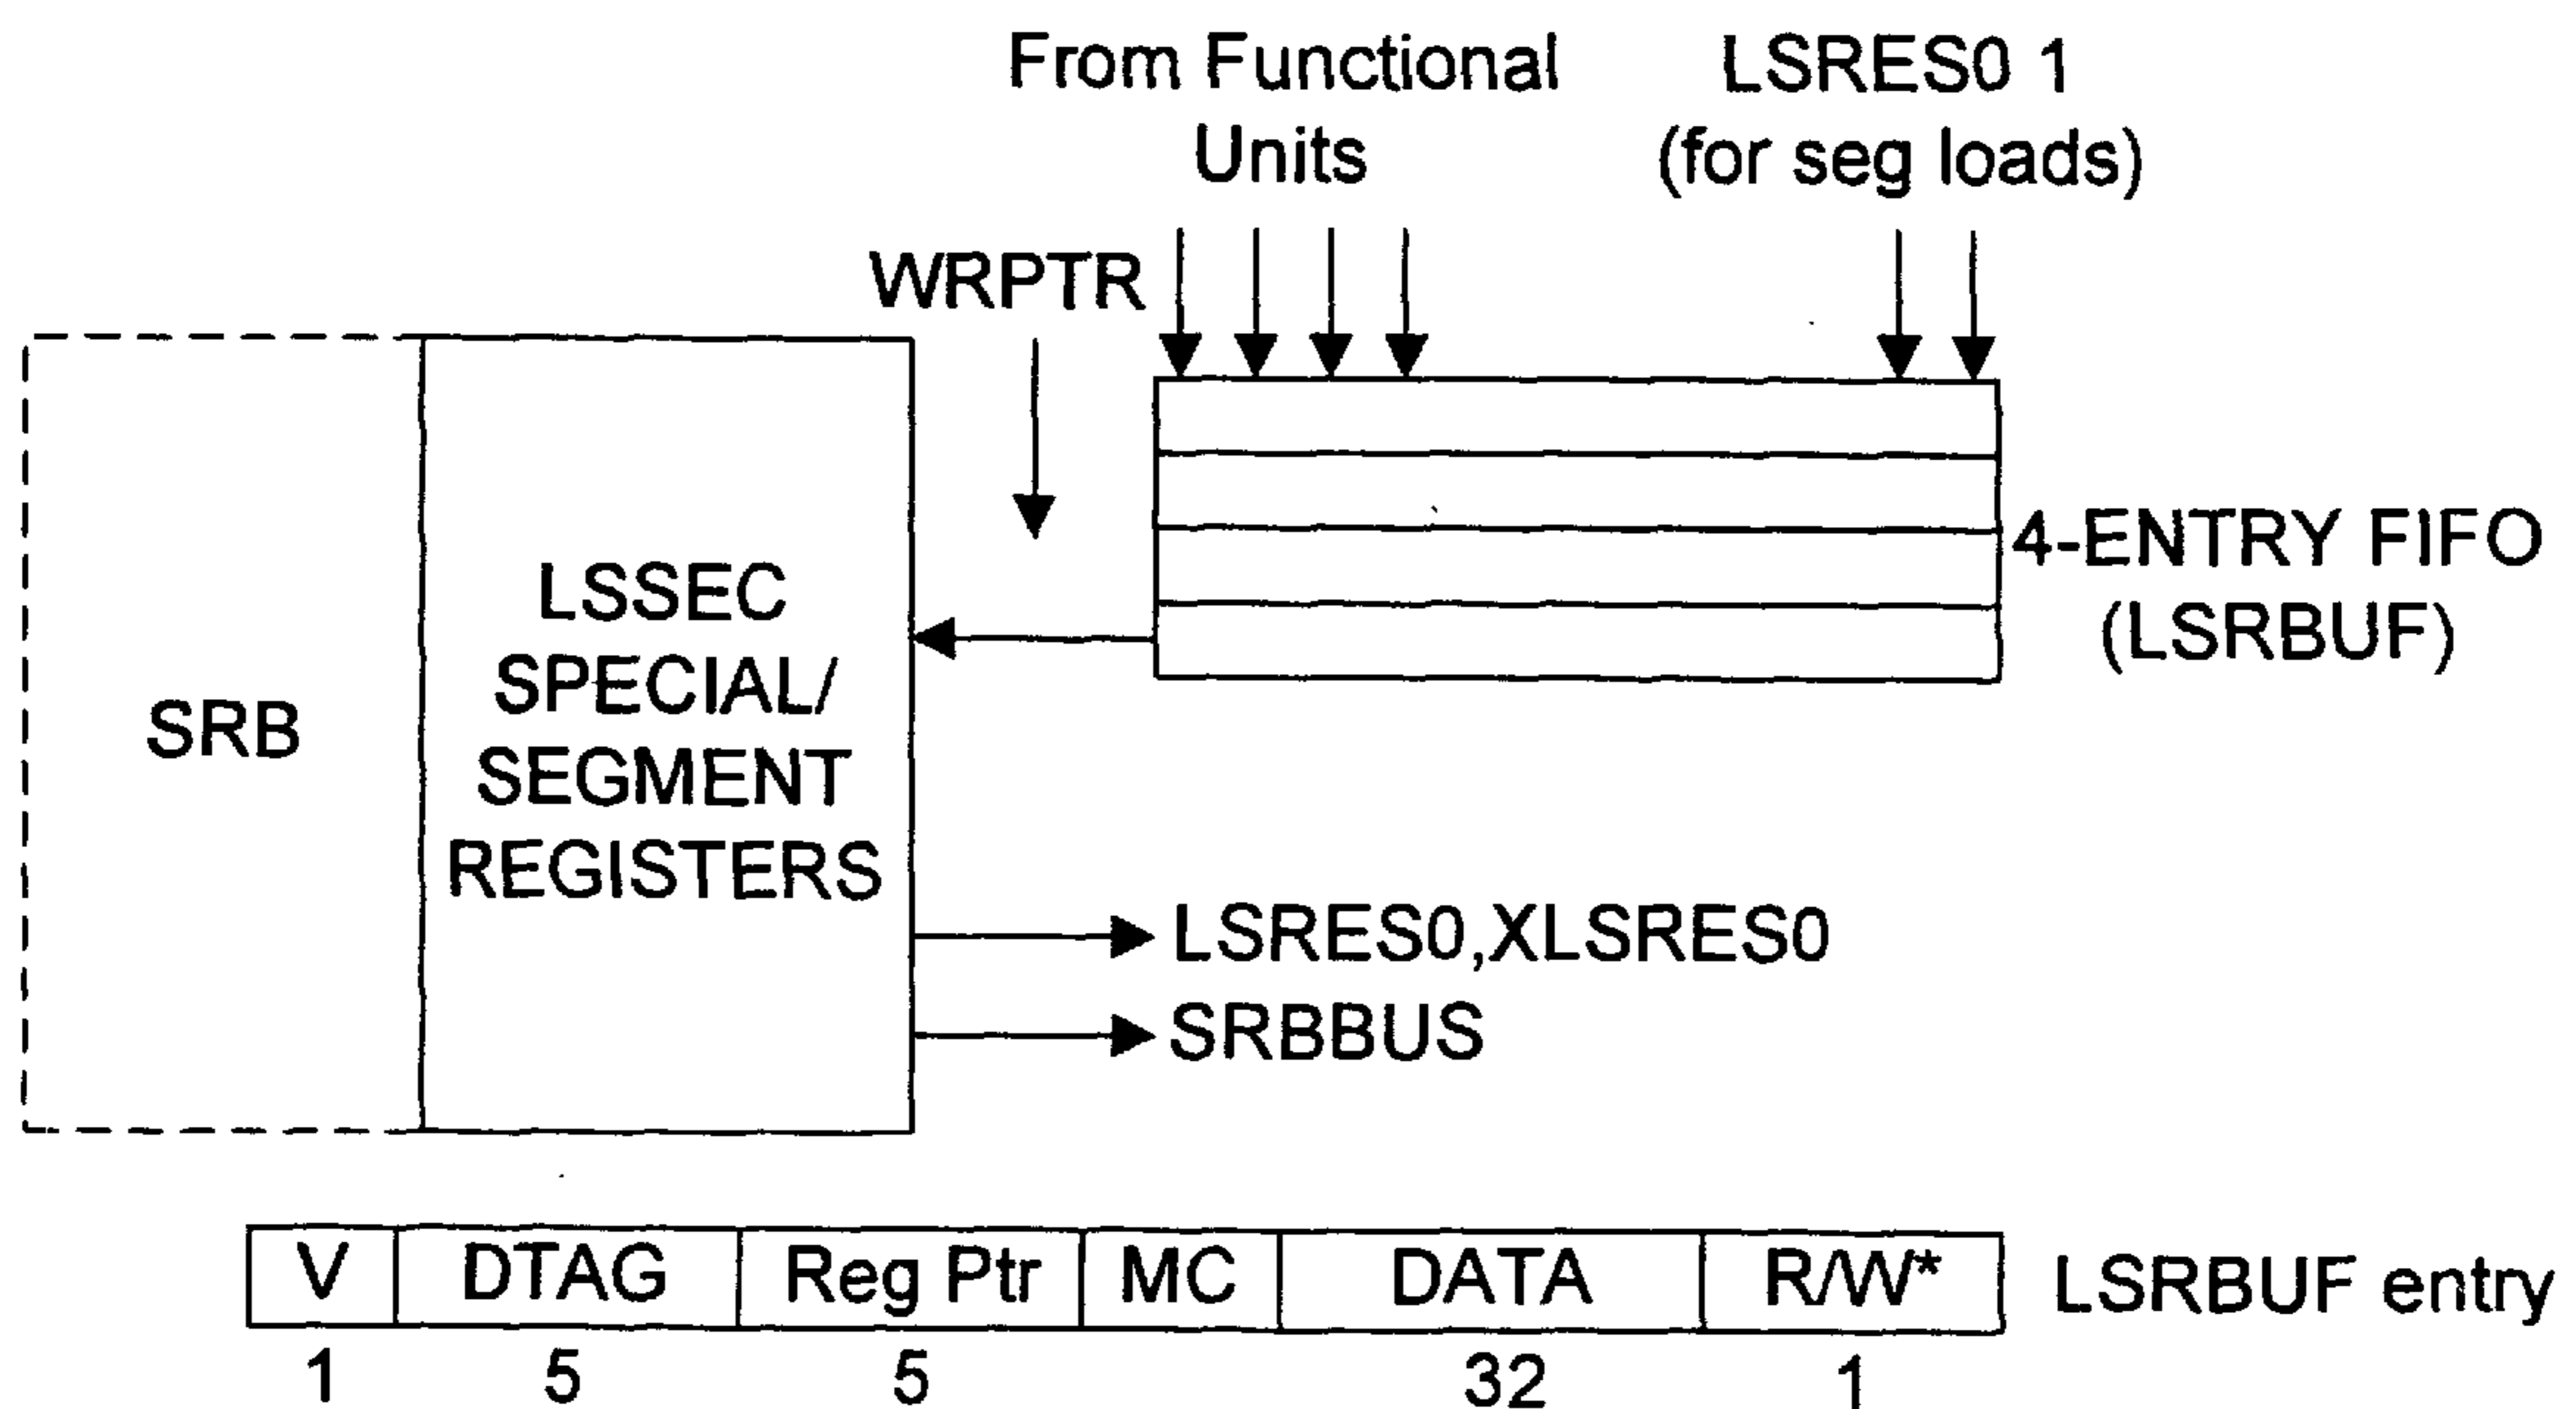 From Functional
Units
LSRES0 1
(for seg loads)
WRPTR
SRB
LSSEC
SPECIAL/
SEGMENT
REGISTERS
4-ENTRY FIFO
(LSRBUF)
LSRES0,XLSRES0
SRBBUS
V DTAG Reg Ptr MC DATA R/W* LSRBUF entry
1 5 5 32 1